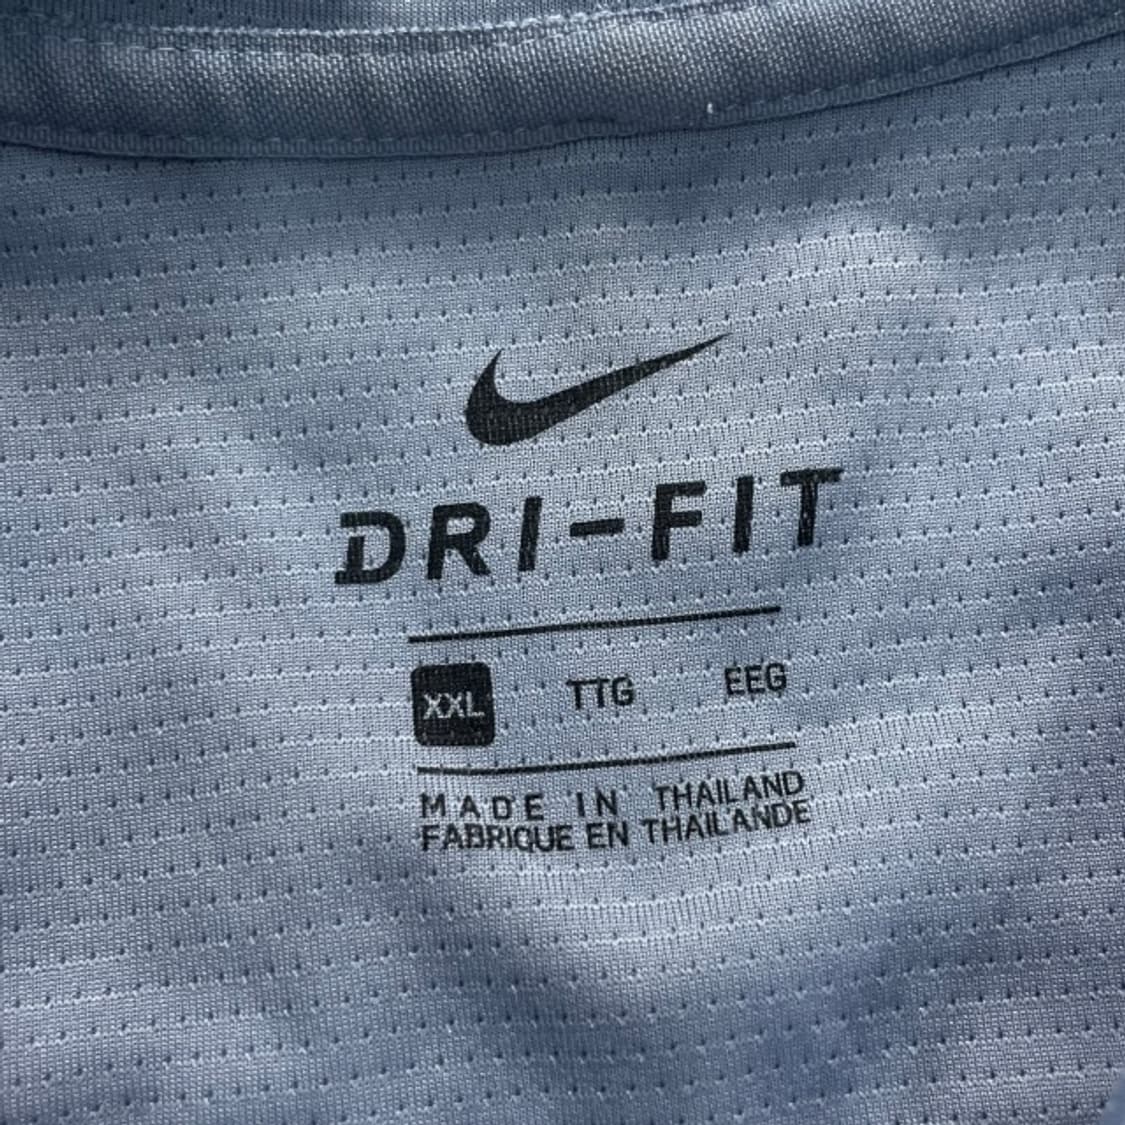 DRI-FIT
XXL TTG EEG
MADE IN THAILAND
FABRIQUE EN THAILANDE